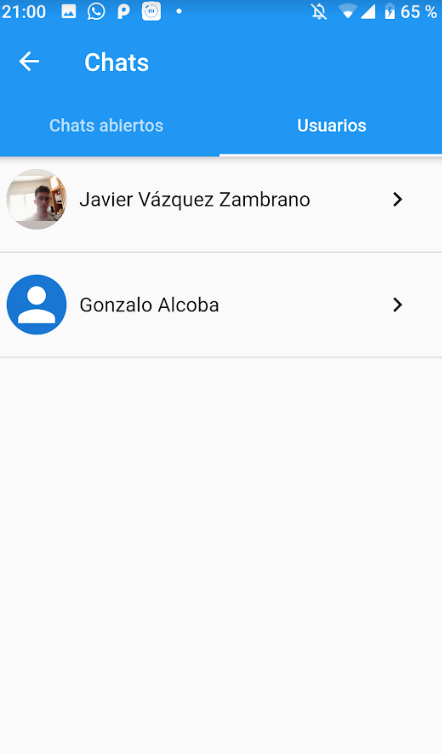 21:00 65 %
Chats
Chats abiertos Usuarios
Javier Vázquez Zambrano
Gonzalo Alcoba